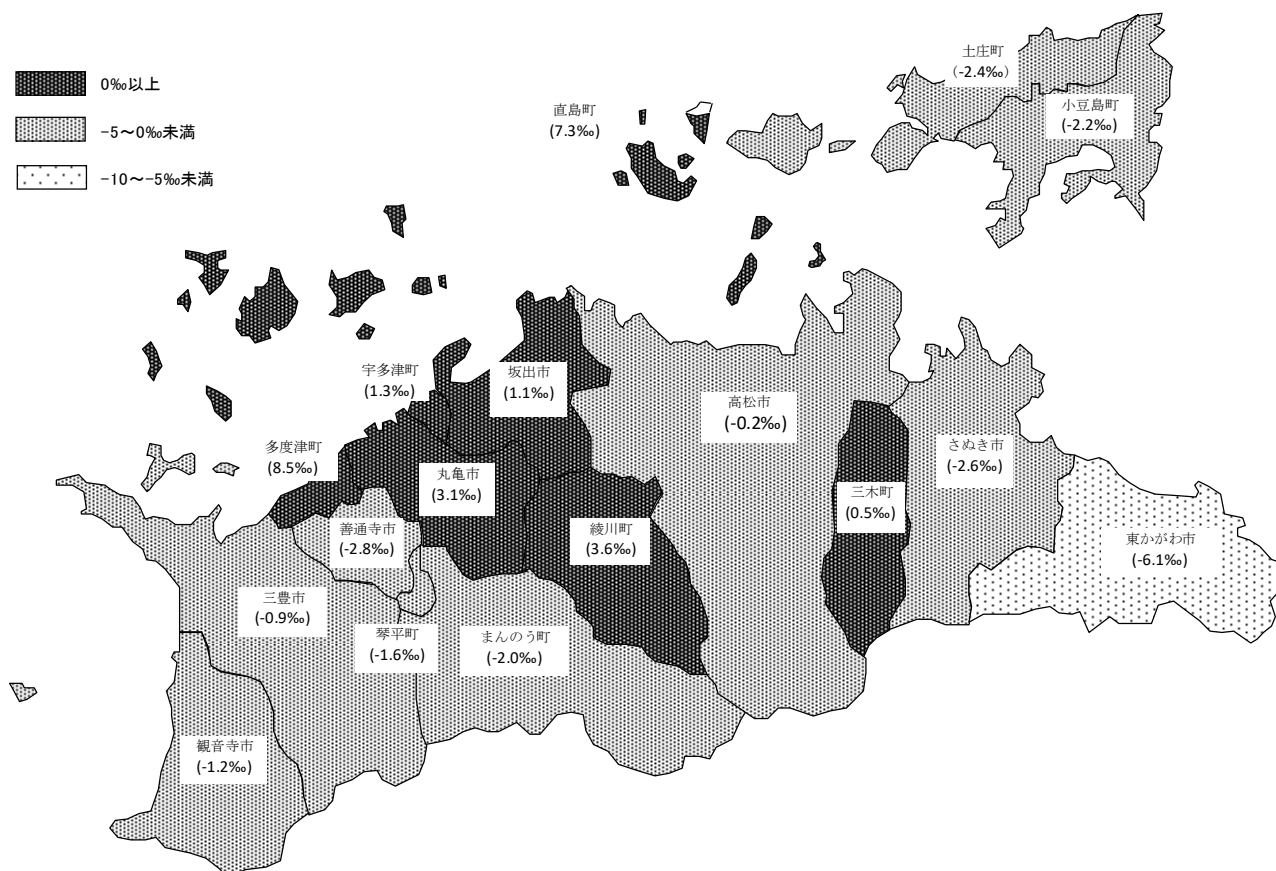 0‰以上
-5～0‰未満
-10～-5‰未満
土庄町
(-2.4‰)
直島町
(7.3‰)
小豆島町
(-2.2‰)
宇多津町
(1.3‰)
坂出市
(1.1‰)
高松市
(-0.2‰)
多度津町
(8.5‰)
丸亀市
(3.1‰)
さぬき市
(-2.6‰)
善通寺市
(-2.8‰)
綾川町
(3.6‰)
三木町
(0.5‰)
東かがわ市
(-6.1‰)
三豊市
(-0.9‰)
琴平町
(-1.6‰)
まんのう町
(-2.0‰)
観音寺市
(-1.2‰)